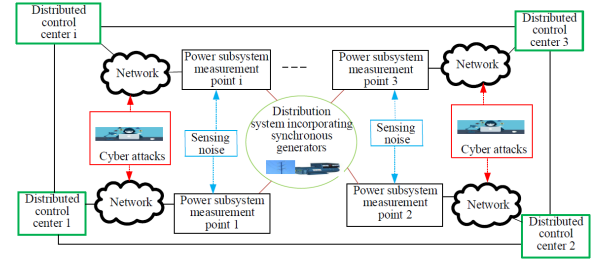 Distributed
control
center i
Network
Power subsystem
measurement
point i
Power subsystem
measurement
point 3
Network
Distributed
control
center 3
Cyber attacks
Sensing
noise
Distribution
system incorporating
synchronous
generators
Sensing
noise
Cyber attacks
Distributed
control
center 1
Network
Power subsystem
measurement
point 1
Power subsystem
measurement
point 2
Network
Distributed
control
center 2